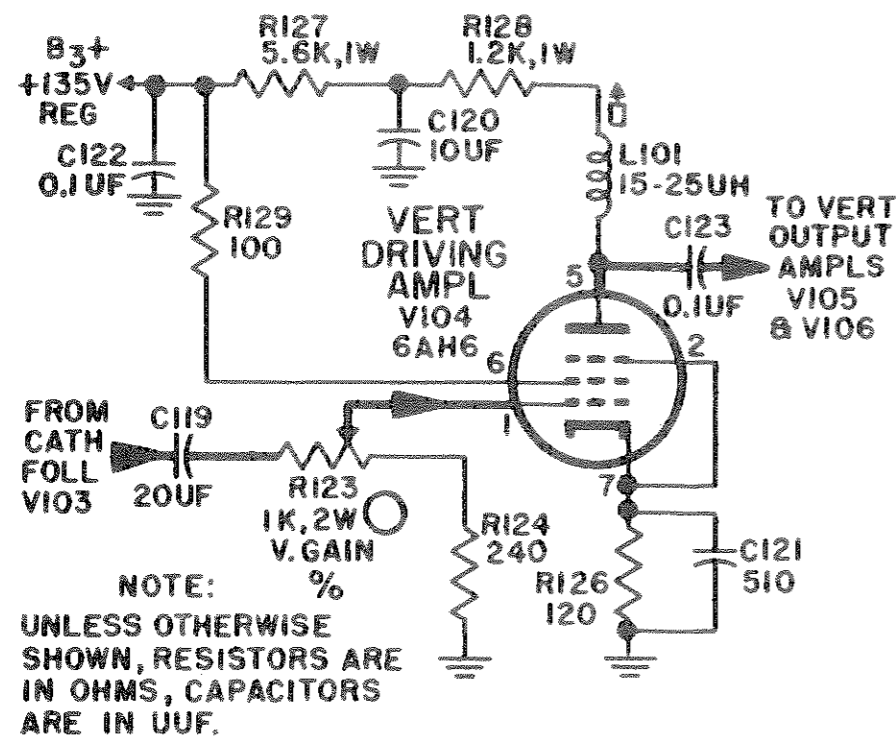 B3+
+135V
REG
R127
5.6K, 1W
R128
1.2K, 1W
C122
0.1UF
C120
10UF
L101
15-25UH
R129
100
VERT
DRIVING
AMPL
V104
6AH6
C123
0.1UF
TO VERT
OUTPUT
AMPLS
V105
& V106
5
6
2
1
7
FROM
CATH
FOLL
V103
C119
20UF
R123
1K, 2W
V. GAIN
%
R124
240
R126
120
C121
510
NOTE:
UNLESS OTHERWISE
SHOWN, RESISTORS ARE
IN OHMS, CAPACITORS
ARE IN UUF.